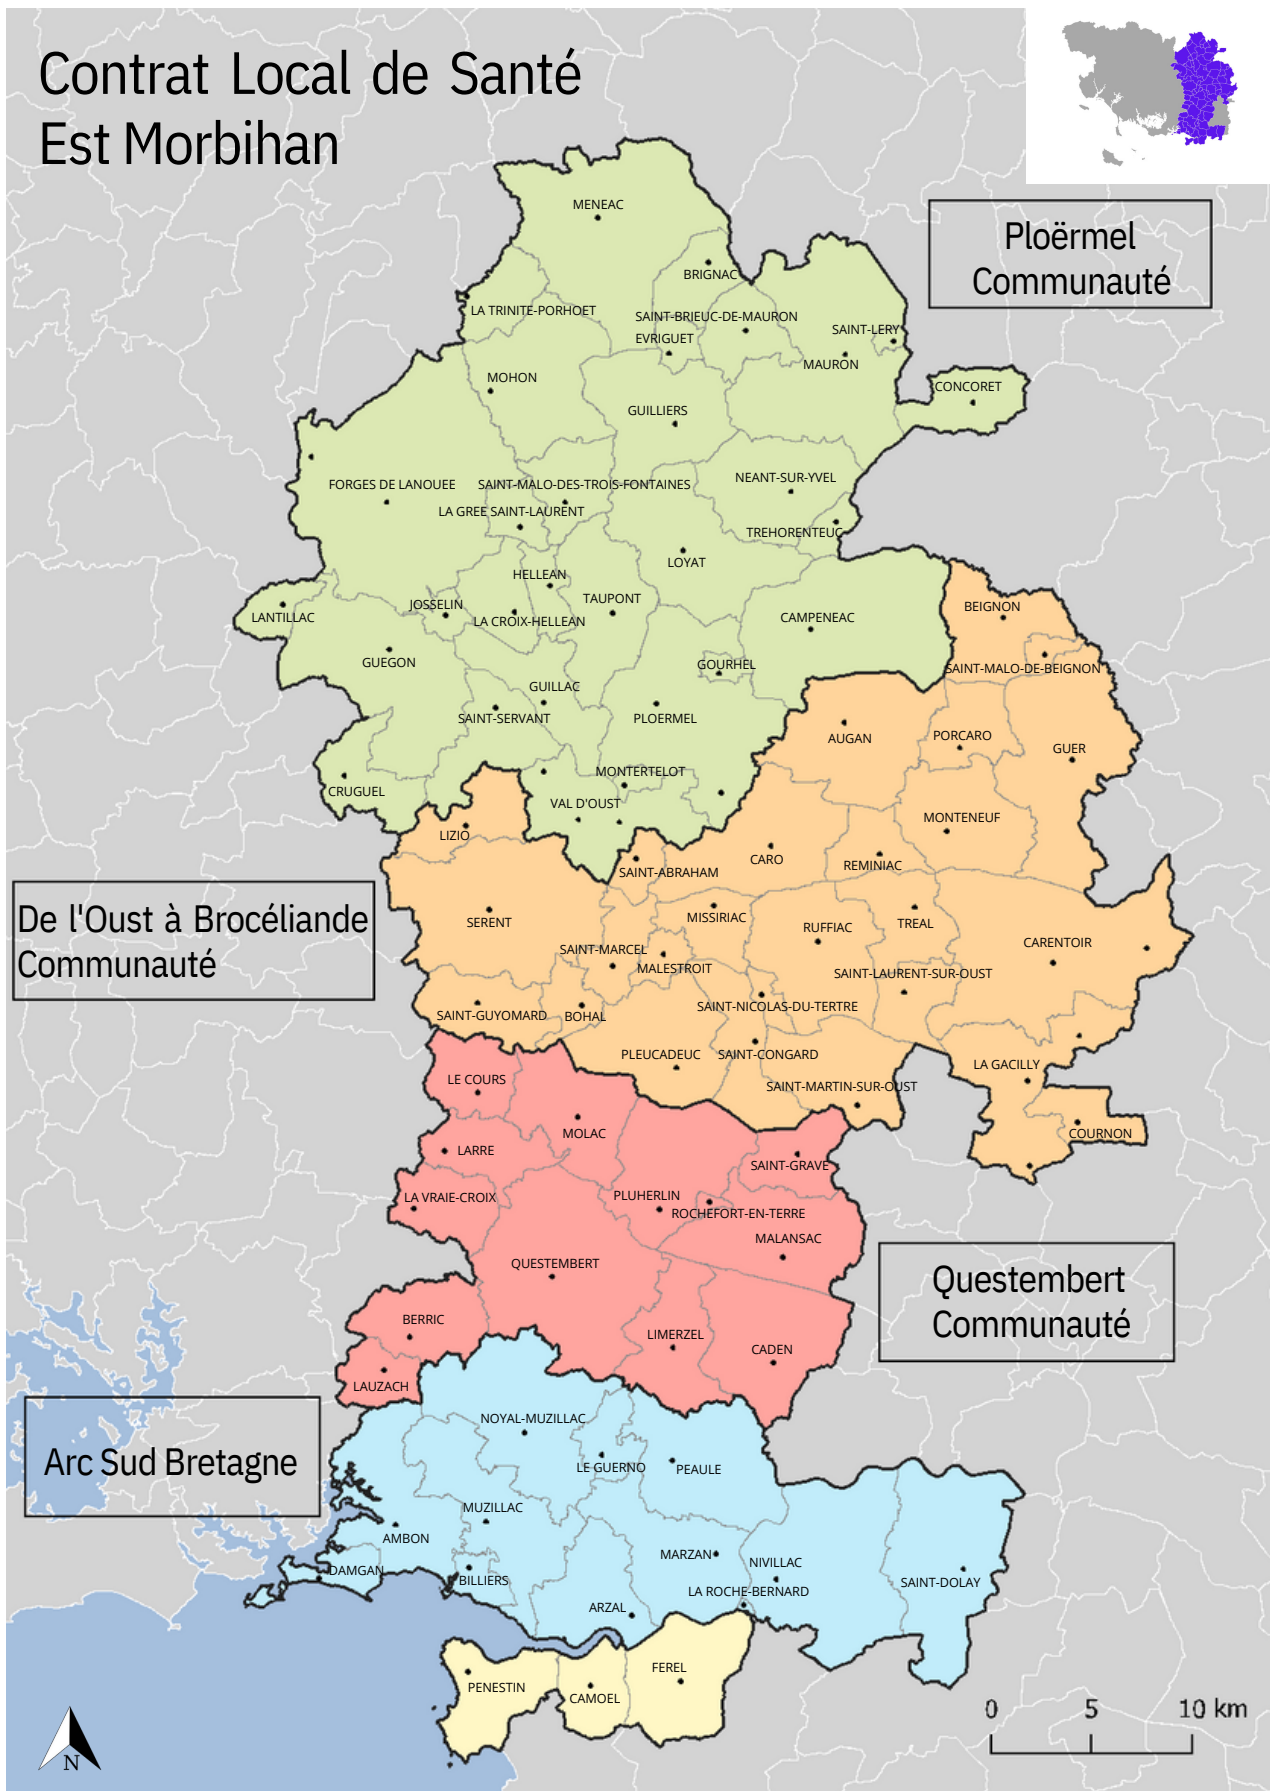 Contrat Local de Santé
Est Morbihan
Ploërmel
Communauté
MENEAC
BRIGNAC
LA TRINITE-PORHOET
SAINT-BRIEUC-DE-MAURON
SAINT-LERY
EVRIGUET
MAURON
MOHON
CONCORET
GUILLIERS
FORGES DE LANOUEE
SAINT-MALO-DES-TROIS-FONTAINES
NEANT-SUR-YVEL
LA GREE SAINT-LAURENT
TREHORENTEUC
LOYAT
HELLEAN
JOSSELIN
TAUPONT
BEIGNON
LANTILLAC
LA CROIX-HELLEAN
CAMPENEAC
GUEGON
GOURHEL
SAINT-MALO-DE-BEIGNON
GUILLAC
SAINT-SERVANT
PLOERMEL
AUGAN
PORCARO
GUER
MONTERTELOT
CRUGUEL
VAL D'OUST
MONTENEUF
LIZIO
CARO
REMINIAC
SAINT-ABRAHAM
De l'Oust à Brocéliande
Communauté
SERENT
MISSIRIAC
RUFFIAC
TREAL
CARENTOIR
SAINT-MARCEL
MALESTROIT
SAINT-LAURENT-SUR-OUST
SAINT-GUYOMARD
BOHAL
SAINT-NICOLAS-DU-TERTRE
PLEUCADEUC
SAINT-CONGARD
LA GACILLY
LE COURS
SAINT-MARTIN-SUR-OUST
MOLAC
COURNON
LARRE
SAINT-GRAVE
LA VRAIE-CROIX
PLUHERLIN
ROCHEFORT-EN-TERRE
MALANSAC
QUESTEMBERT
Questembert
Communauté
BERRIC
LIMERZEL
CADEN
LAUZACH
Arc Sud Bretagne
NOYAL-MUZILLAC
LE GUERNO
PEAULE
MUZILLAC
AMBON
MARZAN
NIVILLAC
DAMGAN
BILLIERS
LA ROCHE-BERNARD
SAINT-DOLAY
ARZAL
FEREL
PENESTIN
CAMOEL
0 5 10 km
N